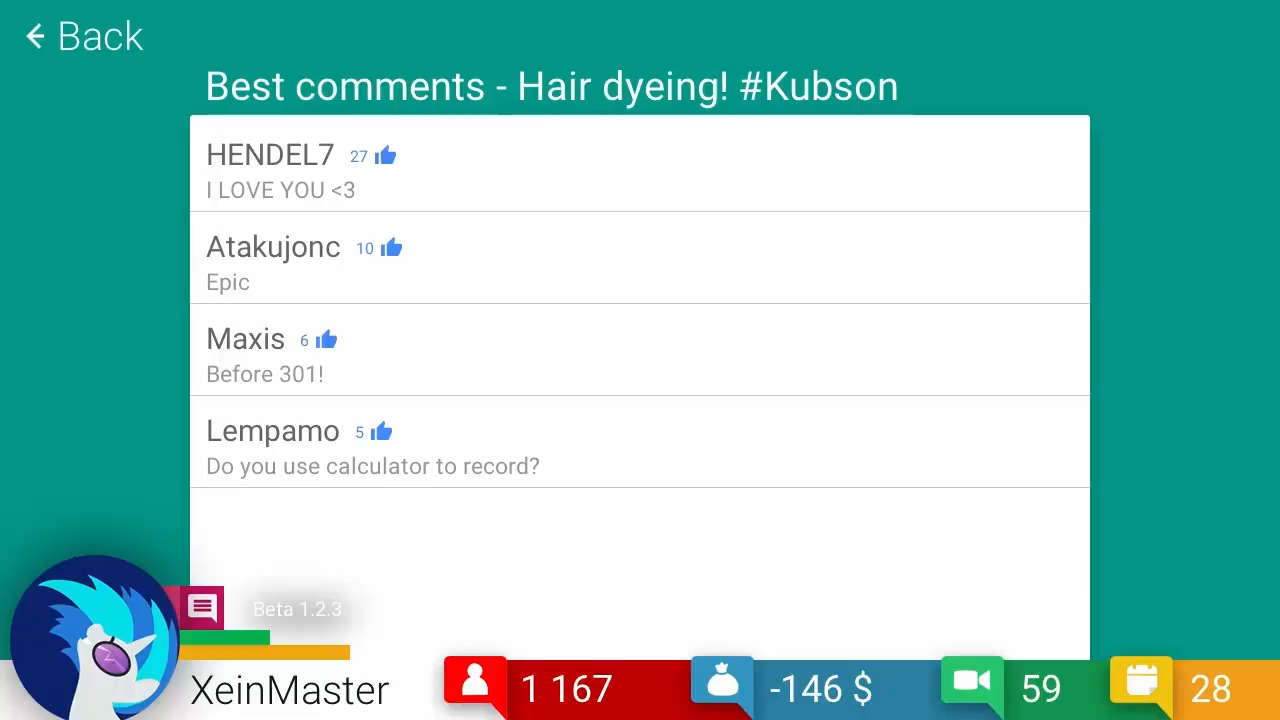 Back
Best comments - Hair dyeing! #Kubson
HENDEL7 27
I LOVE YOU <3
Atakujonc 10
Epic
Maxis 6
Before 301!
Lempamo 5
Do you use calculator to record?
Beta 1.2.3
XeinMaster 1 167 -146 $ 59 28